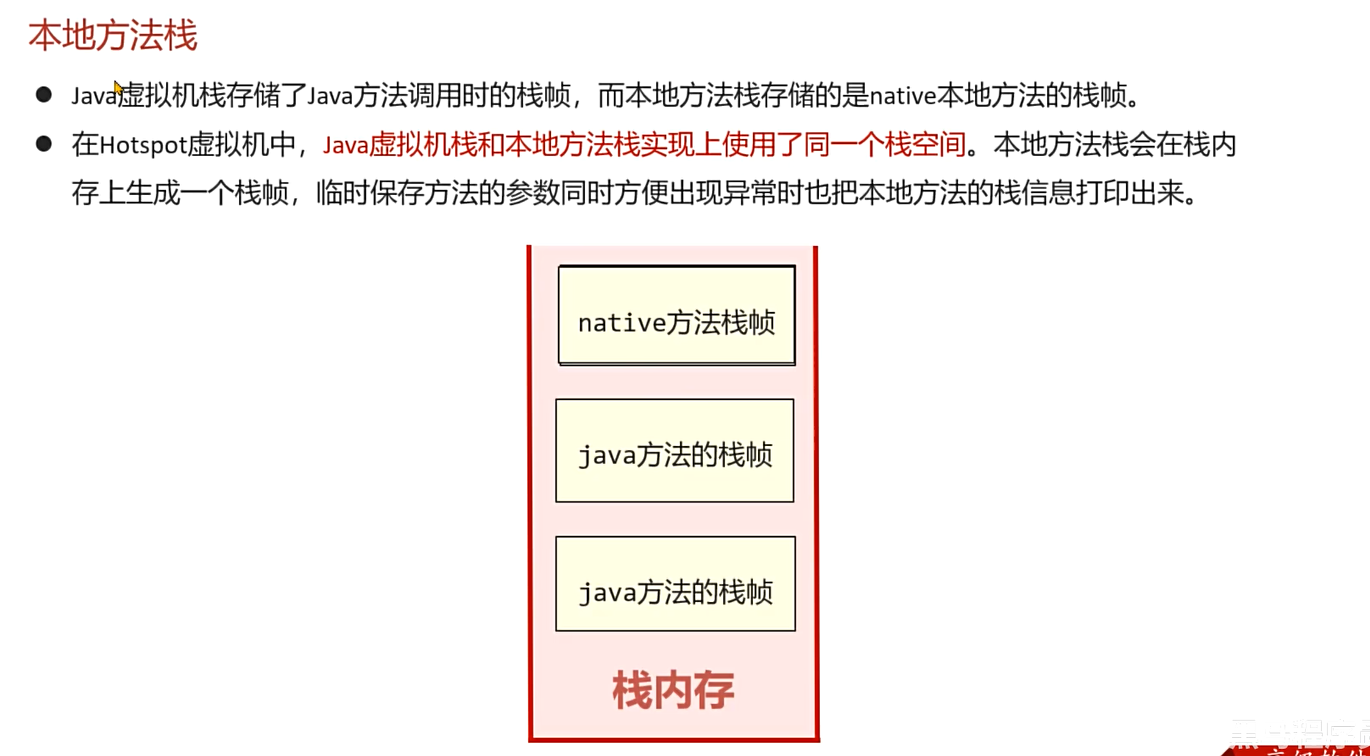 本地方法栈
Java虚拟机栈存储了Java方法调用时的栈帧，而本地方法栈存储的是native本地方法的栈帧。
在Hotspot虚拟机中，Java虚拟机栈和本地方法栈实现上使用了同一个栈空间。本地方法栈会在栈内
存上生成一个栈帧，临时保存方法的参数同时方便出现异常时也把本地方法的栈信息打印出来。
native方法栈帧
java方法的栈帧
java方法的栈帧
栈内存